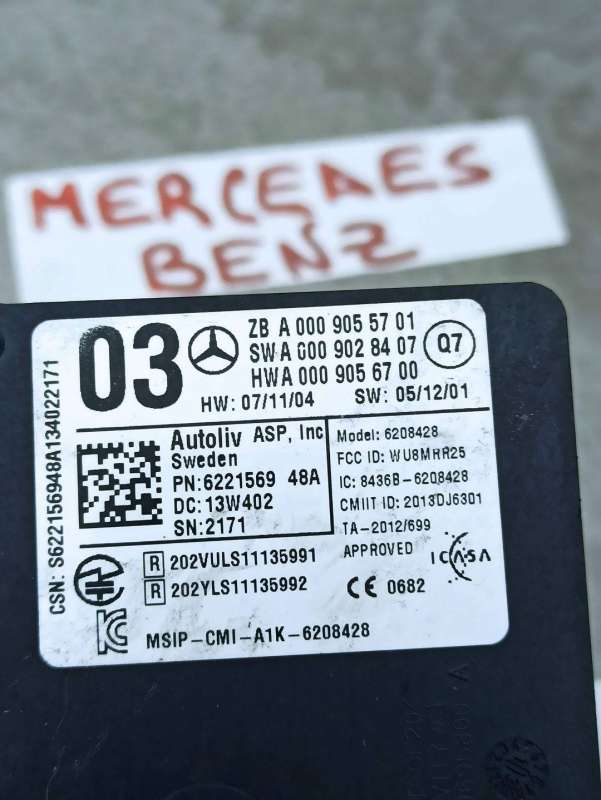 MERCEDES
BENZ
03
ZB A 000 905 57 01
SW A 000 902 84 07
HW A 000 905 67 00
Q7
HW: 07/11/04 SW: 05/12/01
CSN: S622156948A134022171
Autoliv ASP, Inc
Sweden
PN:6221569 48A
DC:13W402
SN:2171
Model: 6208428
FCC ID: WU8MRR25
IC: 8436B-6208428
CMIIT ID: 2013DJ6301
TA-2012/699
APPROVED
ICASA
R 202VULS11135991
R 202YLS11135992
CE 0682
MSIP-CMI-A1K-6208428